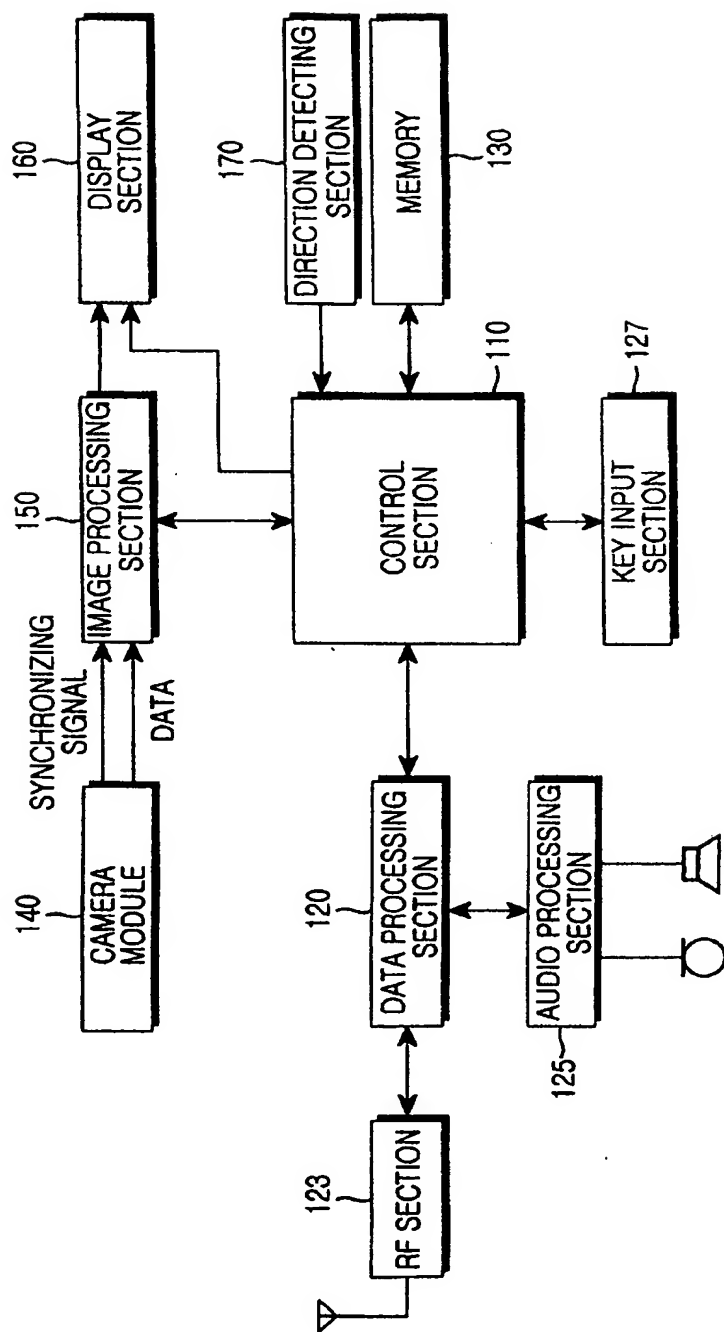 140
CAMERA
MODULE
SYNCHRONIZING
SIGNAL
DATA
150
IMAGE PROCESSING
SECTION
160
DISPLAY
SECTION
170
DIRECTION DETECTING
SECTION
MEMORY
130
110
CONTROL
SECTION
123
RF SECTION
120
DATA PROCESSING
SECTION
AUDIO PROCESSING
SECTION
125
127
KEY INPUT
SECTION